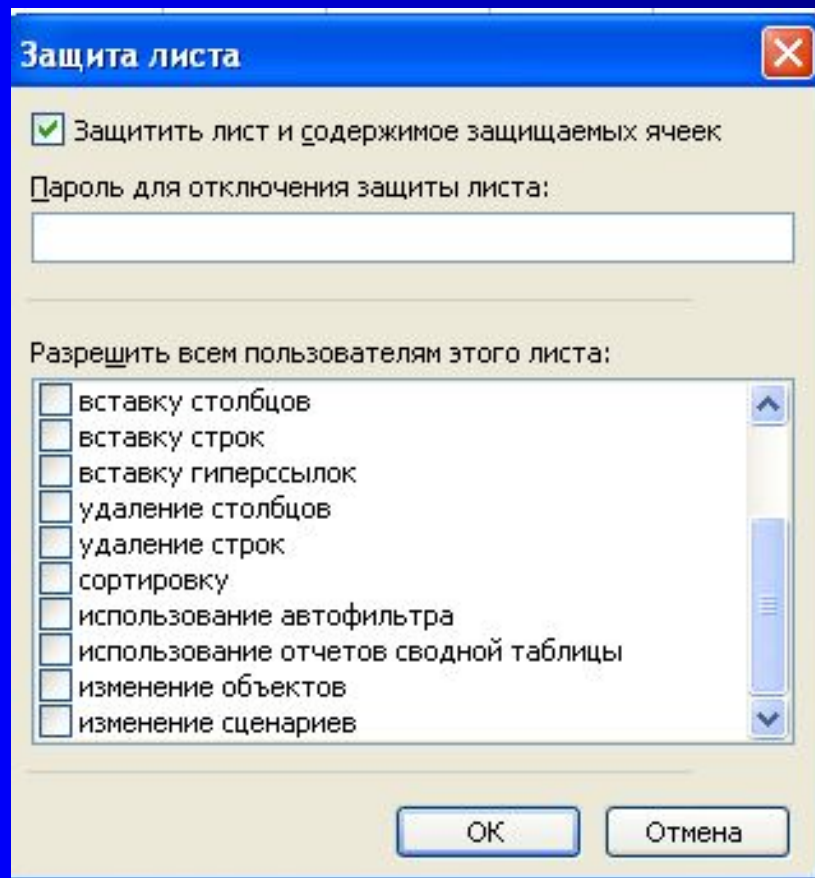 Защита листа
Защитить лист и содержимое защищаемых ячеек
Пароль для отключения защиты листа:
Разрешить всем пользователям этого листа:
вставку столбцов
вставку строк
вставку гиперссылок
удаление столбцов
удаление строк
сортировку
использование автофильтра
использование отчетов сводной таблицы
изменение объектов
изменение сценариев
ОК
Отмена